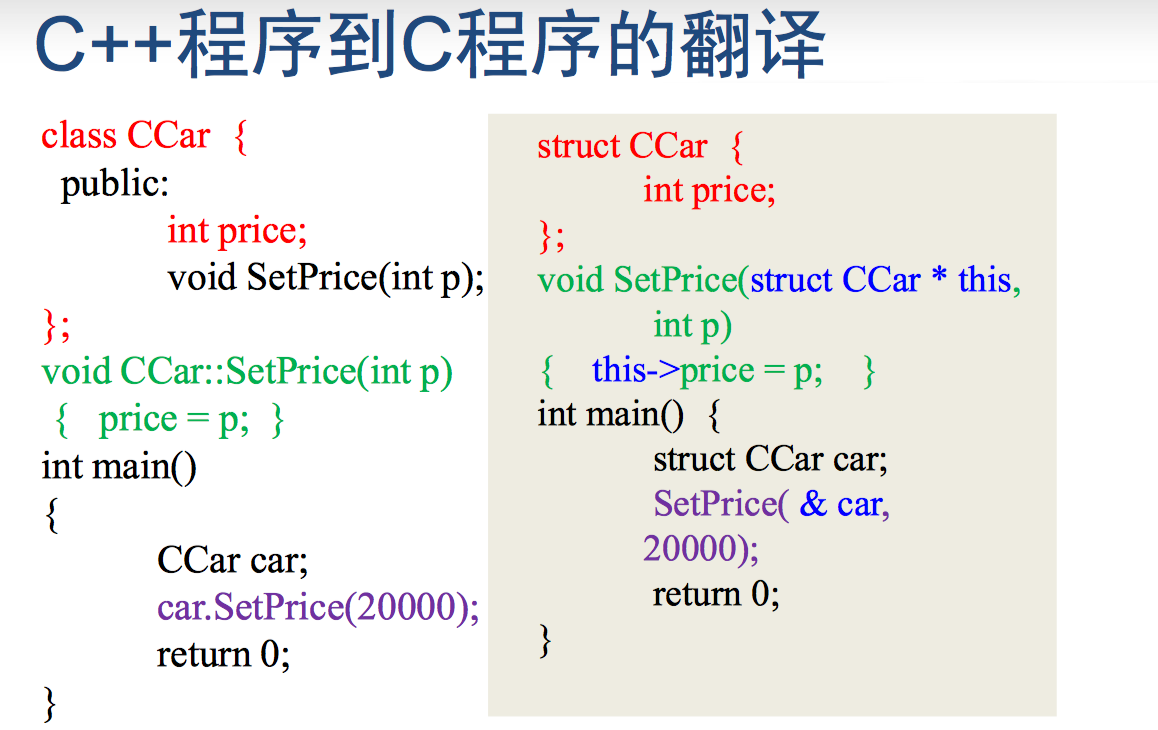 C++程序到C程序的翻译
class CCar {
public:
int price;
void SetPrice(int p);
};
void CCar::SetPrice(int p)
{ price = p; }
int main()
{
CCar car;
car.SetPrice(20000);
return 0;
}
struct CCar {
int price;
};
void SetPrice(struct CCar * this,
int p)
{ this->price = p; }
int main() {
struct CCar car;
SetPrice( & car,
20000);
return 0;
}